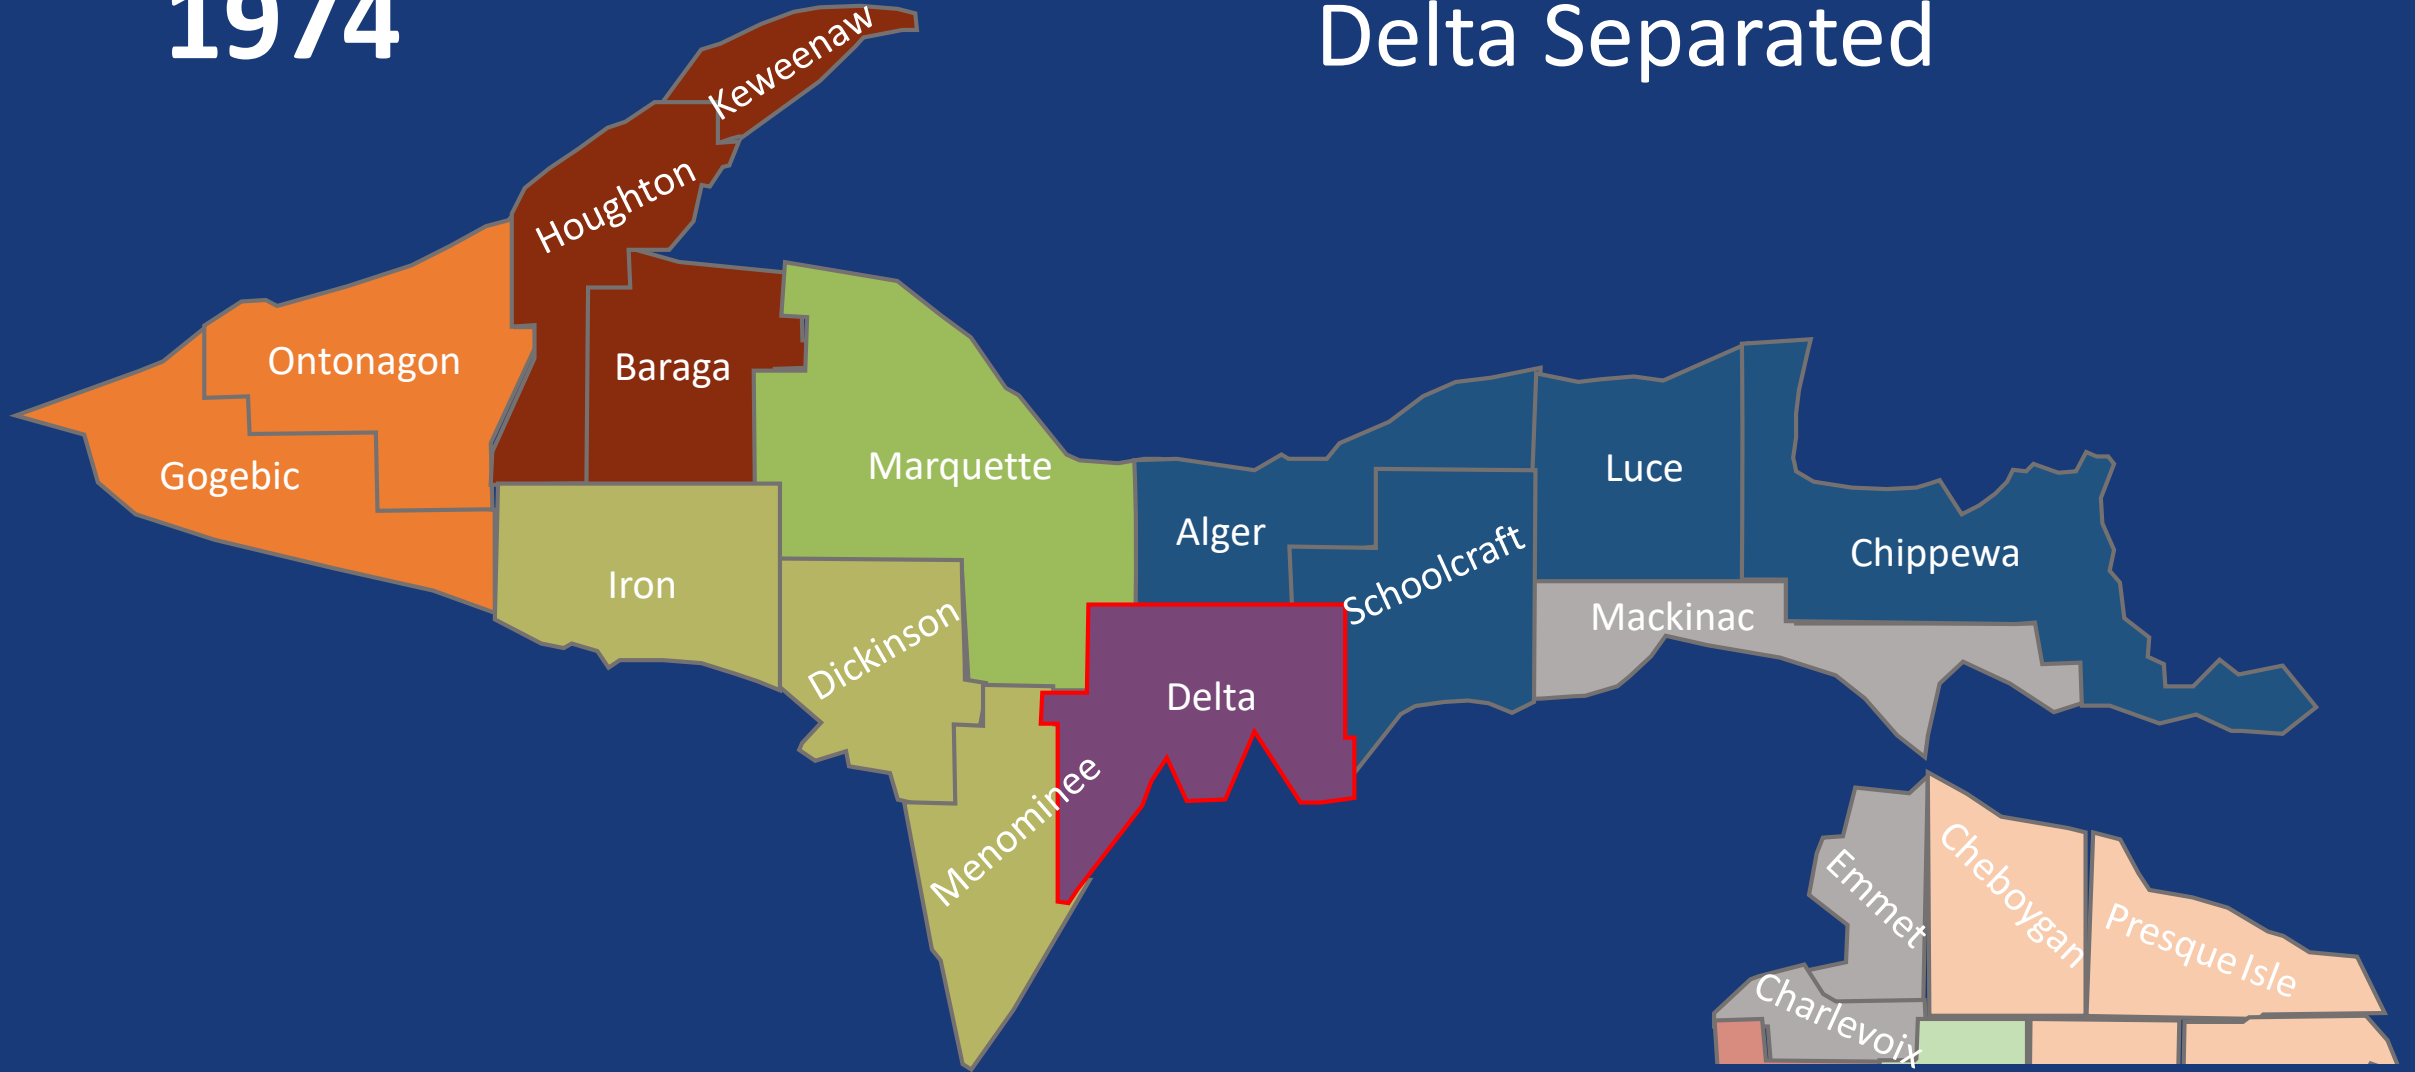 1974
Delta Separated
Keweenaw
Houghton
Ontonagon
Baraga
Gogebic
Marquette
Luce
Alger
Schoolcraft
Chippewa
Iron
Mackinac
Dickinson
Delta
Menominee
Emmet
Cheboygan
Presque Isle
Charlevoix